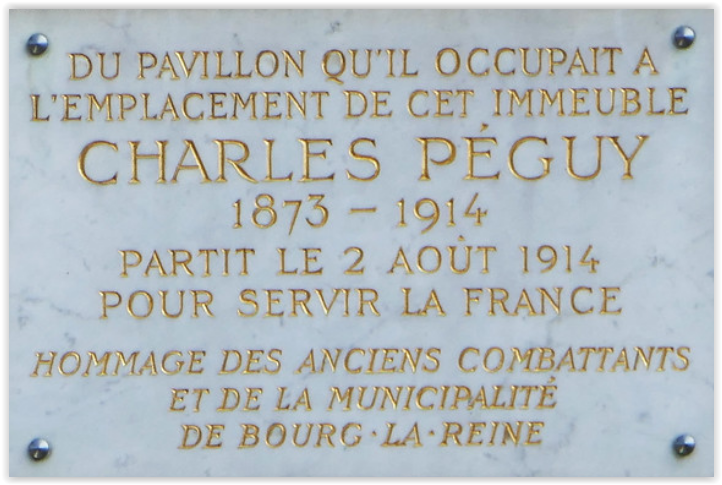 DU PAVILLON QU'IL OCCUPAIT A
L'EMPLACEMENT DE CET IMMEUBLE
CHARLES PÉGUY
1873 – 1914
PARTIT LE 2 AOÛT 1914
POUR SERVIR LA FRANCE
HOMMAGE DES ANCIENS COMBATTANTS
ET DE LA MUNICIPALITÉ
DE BOURG·LA·REINE